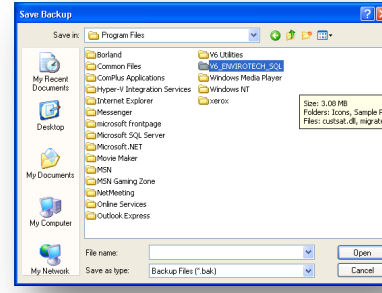 Save Backup
Save in: Program Files
My Recent Documents
Desktop
My Documents
My Computer
My Network
Borland
Common Files
ComPlus Applications
Hyper-V Integration Services
Internet Explorer
Messenger
microsoft frontpage
Microsoft SQL Server
Microsoft.NET
Movie Maker
MSN
MSN Gaming Zone
NetMeeting
Online Services
Outlook Express
V6 Utilities
V6_ENVIROTECH_SQL
Windows Media Player
Windows NT
xerox
Size: 3.08 MB
Folders: Icons, Sample
Files: custsat.dll, migrate
File name:
Open
Save as type: Backup Files (*.bak)
Cancel